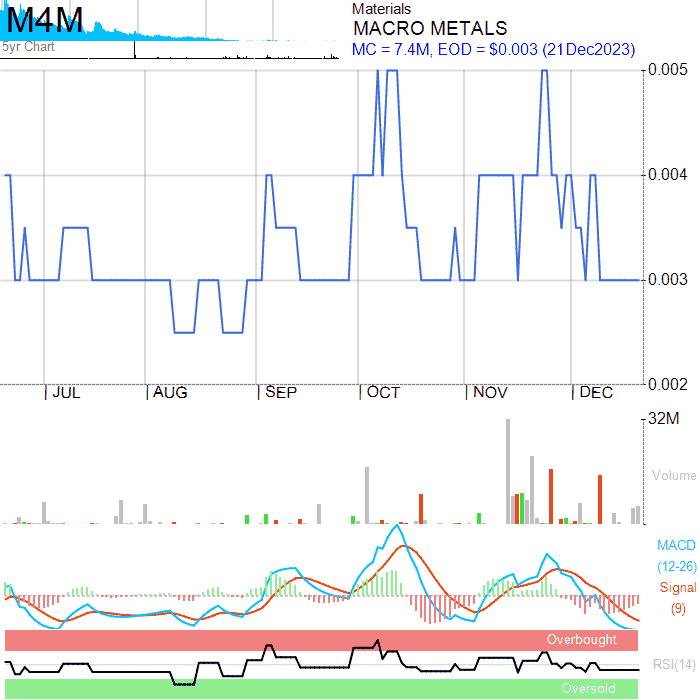 M4M
5yr Chart
Materials
MACRO METALS
MC = 7.4M, EOD = $0.003 (21Dec2023)
0.005
0.004
0.003
0.002
JUL AUG SEP OCT NOV DEC
32M
Volume
MACD
(12-26)
Signal
(9)
Overbought
RSI(14)
Oversold